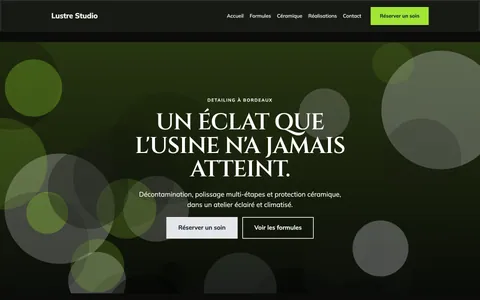 Lustre Studio
Accueil Formules Céramique Réalisations Contact Réserver un soin
DETAILING À BORDEAUX
UN ÉCLAT QUE
L'USINE N'A JAMAIS
ATTEINT.
Décontamination, polissage multi-étapes et protection céramique,
dans un atelier éclairé et climatisé.
Réserver un soin Voir les formules